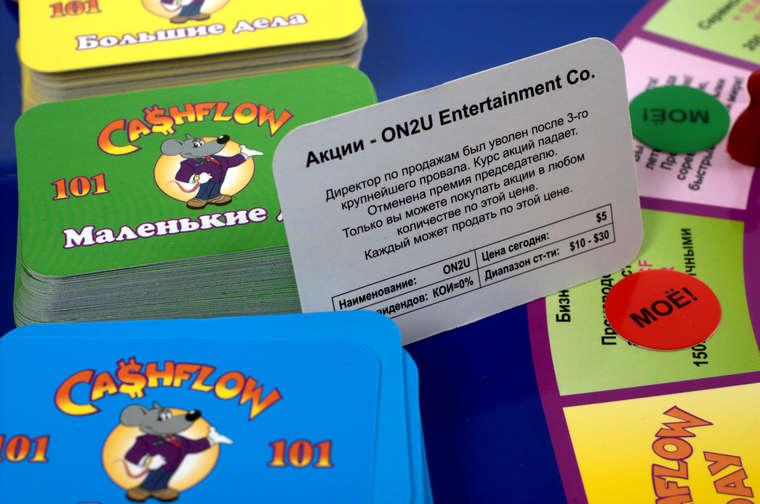 101
Большие дела
CA$HFLOW
101
Маленькие
Акции - ON2U Entertainment Co.
Директор по продажам был уволен после 3-го
крупнейшего провала. Курс акций падает.
Отменена премия председателю.
Только вы можете покупать акции в любом
количестве по этой цене.
Каждый может продать по этой цене.
Наименование: ON2U Цена сегодня: $5
видендов: КОИ=0% Диапазон ст-ти: $10 - $30
CA$HFLOW
101
101
МОЁ!
МОЁ!
CASHFLOW